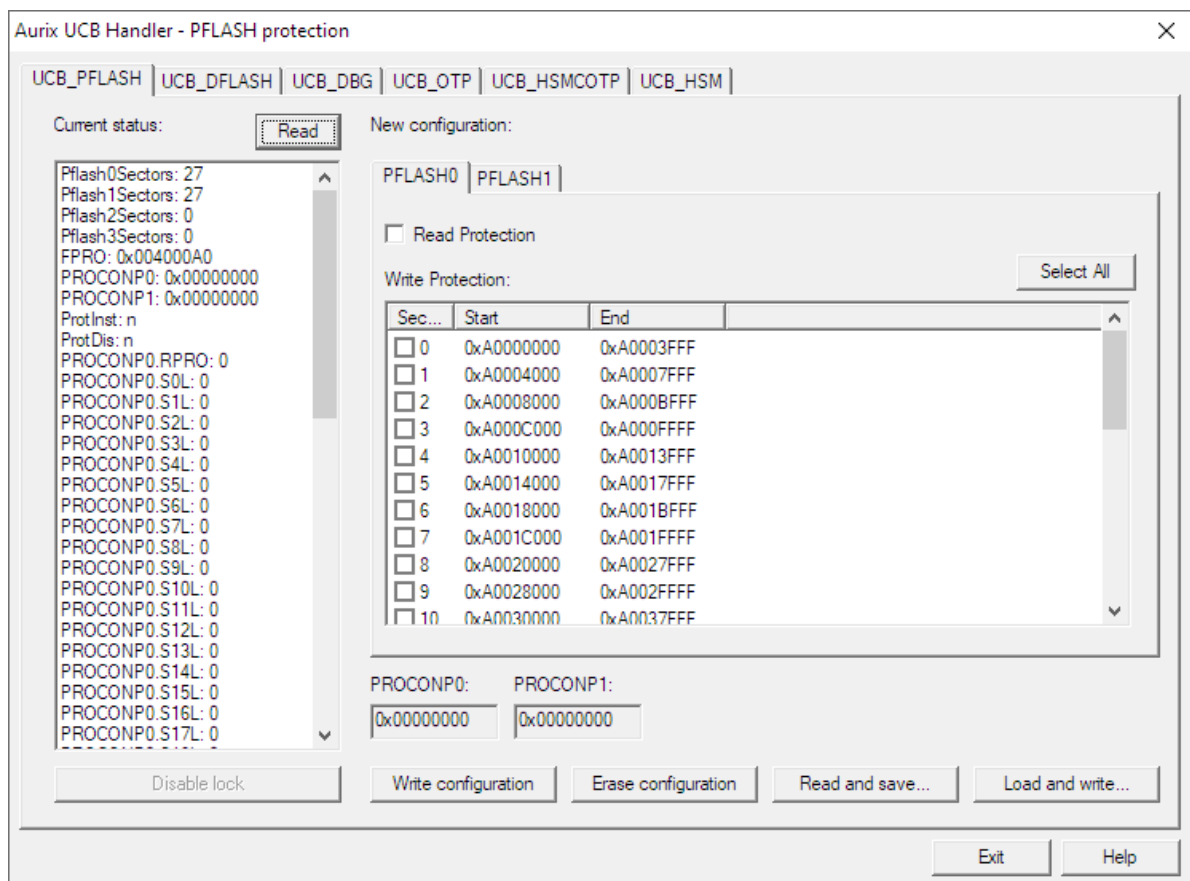 Aurix UCB Handler - PFLASH protection
UCB_PFLASH UCB_DFLASH UCB_DBG UCB_OTP UCB_HSMCOTP UCB_HSM
Current status: Read
Pflash0Sectors: 27
Pflash1Sectors: 27
Pflash2Sectors: 0
Pflash3Sectors: 0
FPRO: 0x004000A0
PROCONP0: 0x00000000
PROCONP1: 0x00000000
ProtInst: n
ProtDis: n
PROCONP0.RPRO: 0
PROCONP0.S0L: 0
PROCONP0.S1L: 0
PROCONP0.S2L: 0
PROCONP0.S3L: 0
PROCONP0.S4L: 0
PROCONP0.S5L: 0
PROCONP0.S6L: 0
PROCONP0.S7L: 0
PROCONP0.S8L: 0
PROCONP0.S9L: 0
PROCONP0.S10L: 0
PROCONP0.S11L: 0
PROCONP0.S12L: 0
PROCONP0.S13L: 0
PROCONP0.S14L: 0
PROCONP0.S15L: 0
PROCONP0.S16L: 0
PROCONP0.S17L: 0
Disable lock
New configuration:
PFLASH0 PFLASH1
Read Protection
Write Protection: Select All
Sec... Start End
0 0xA0000000 0xA0003FFF
1 0xA0004000 0xA0007FFF
2 0xA0008000 0xA000BFFF
3 0xA000C000 0xA000FFFF
4 0xA0010000 0xA0013FFF
5 0xA0014000 0xA0017FFF
6 0xA0018000 0xA001BFFF
7 0xA001C000 0xA001FFFF
8 0xA0020000 0xA0027FFF
9 0xA0028000 0xA002FFFF
10 0xA0030000 0xA0037FFF
PROCONP0: PROCONP1:
0x00000000 0x00000000
Write configuration Erase configuration Read and save... Load and write...
Exit Help